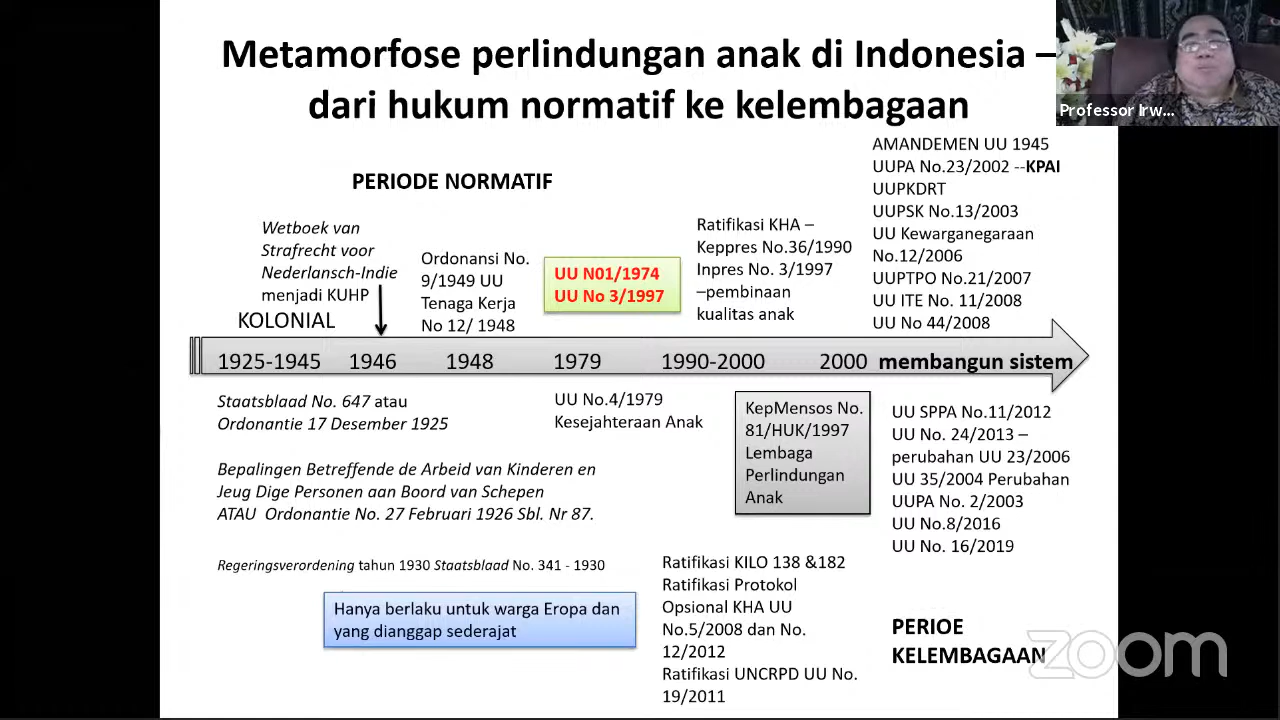 Metamorfose perlindungan anak di Indonesia –
dari hukum normatif ke kelembagaan
Professor Irw...
PERIODE NORMATIF
Wetboek van
Strafrecht voor
Nederlansch-Indie
menjadi KUHP
KOLONIAL
Ordonansi No.
9/1949 UU
Tenaga Kerja
No 12/ 1948
UU N01/1974
UU No 3/1997
Ratifikasi KHA –
Keppres No.36/1990
Inpres No. 3/1997
–pembinaan
kualitas anak
AMANDEMEN UU 1945
UUPA No.23/2002 --KPAI
UUPKDRT
UUPSK No.13/2003
UU Kewarganegaraan
No.12/2006
UUPTPO No.21/2007
UU ITE No. 11/2008
UU No 44/2008
1925-1945 1946 1948 1979 1990-2000 2000 membangun sistem
Staatsblaad No. 647 atau
Ordonantie 17 Desember 1925
Bepalingen Betreffende de Arbeid van Kinderen en
Jeug Dige Personen aan Boord van Schepen
ATAU Ordonantie No. 27 Februari 1926 Sbl. Nr 87.
Regeringsverordening tahun 1930 Staatsblaad No. 341 - 1930
Hanya berlaku untuk warga Eropa dan
yang dianggap sederajat
UU No.4/1979
Kesejahteraan Anak
KepMensos No.
81/HUK/1997
Lembaga
Perlindungan
Anak
Ratifikasi KILO 138 &182
Ratifikasi Protokol
Opsional KHA UU
No.5/2008 dan No.
12/2012
Ratifikasi UNCRPD UU No.
19/2011
UU SPPA No.11/2012
UU No. 24/2013 –
perubahan UU 23/2006
UU 35/2004 Perubahan
UUPA No. 2/2003
UU No.8/2016
UU No. 16/2019
PERIOE
KELEMBAGAAN
zoom